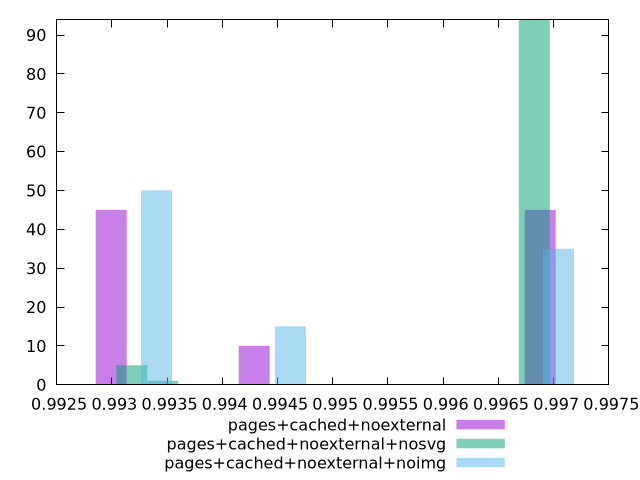 90
80
70
60
50
40
30
20
10
0
0.9925 0.993 0.9935 0.994 0.9945 0.995 0.9955 0.996 0.9965 0.997 0.9975
pages+cached+noexternal
pages+cached+noexternal+nosvg
pages+cached+noexternal+noimg